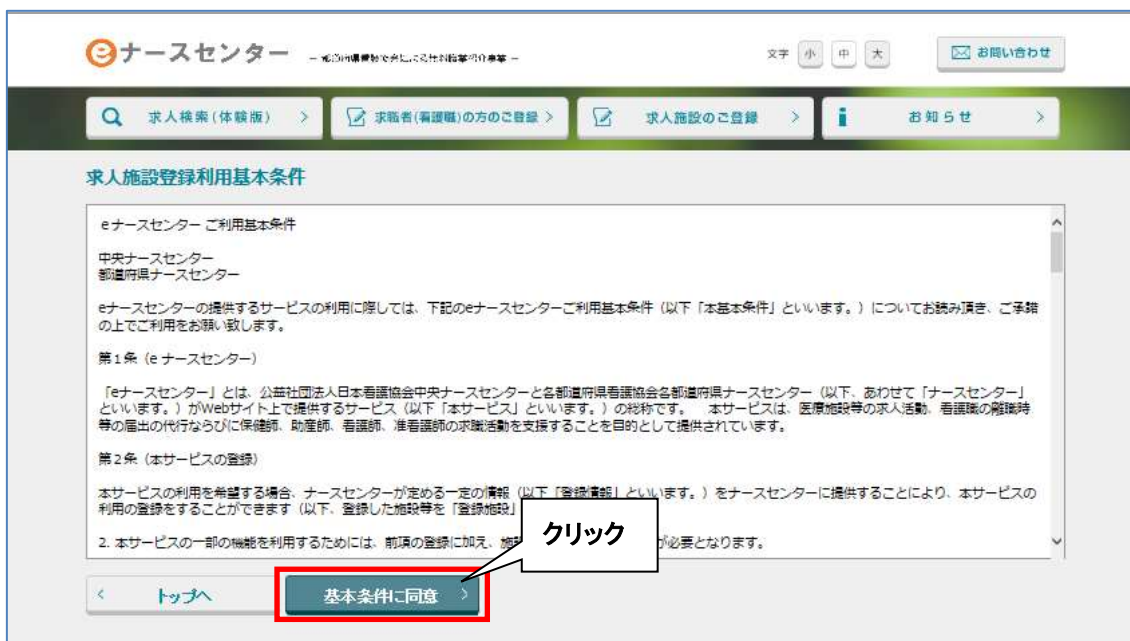 eナースセンター
文字 小 中 大
お問い合わせ
求人検索(体験版) >
求職者(看護職)の方のご登録 >
求人施設のご登録 >
お知らせ >
求人施設登録利用基本条件
eナースセンター ご利用基本条件
中央ナースセンター
都道府県ナースセンター
eナースセンターの提供するサービスの利用に際しては、下記のeナースセンターご利用基本条件（以下「本基本条件」といいます。）についてお読み頂き、ご承諾
の上でご利用をお願い致します。
第1条（e ナースセンター）
「eナースセンター」とは、公益社団法人日本看護協会中央ナースセンターと各都道府県看護協会各都道府県ナースセンター（以下、あわせて「ナースセンター」
といいます。）がWebサイト上で提供するサービス（以下「本サービス」といいます。）の総称です。　本サービスは、医療施設等の求人活動、看護職の離職時
等の届出の代行ならびに保健師、助産師、看護師、准看護師の求職活動を支援することを目的として提供されています。
第2条（本サービスの登録）
本サービスの利用を希望する場合、ナースセンターが定める一定の情報（以下「登録情報」といいます。）をナースセンターに提供することにより、本サービスの
利用の登録をすることができます（以下、登録した施設等を「登録施設」
2. 本サービスの一部の機能を利用するためには、前項の登録に加え、施
が必要となります。
クリック
< トップへ
基本条件に同意 >